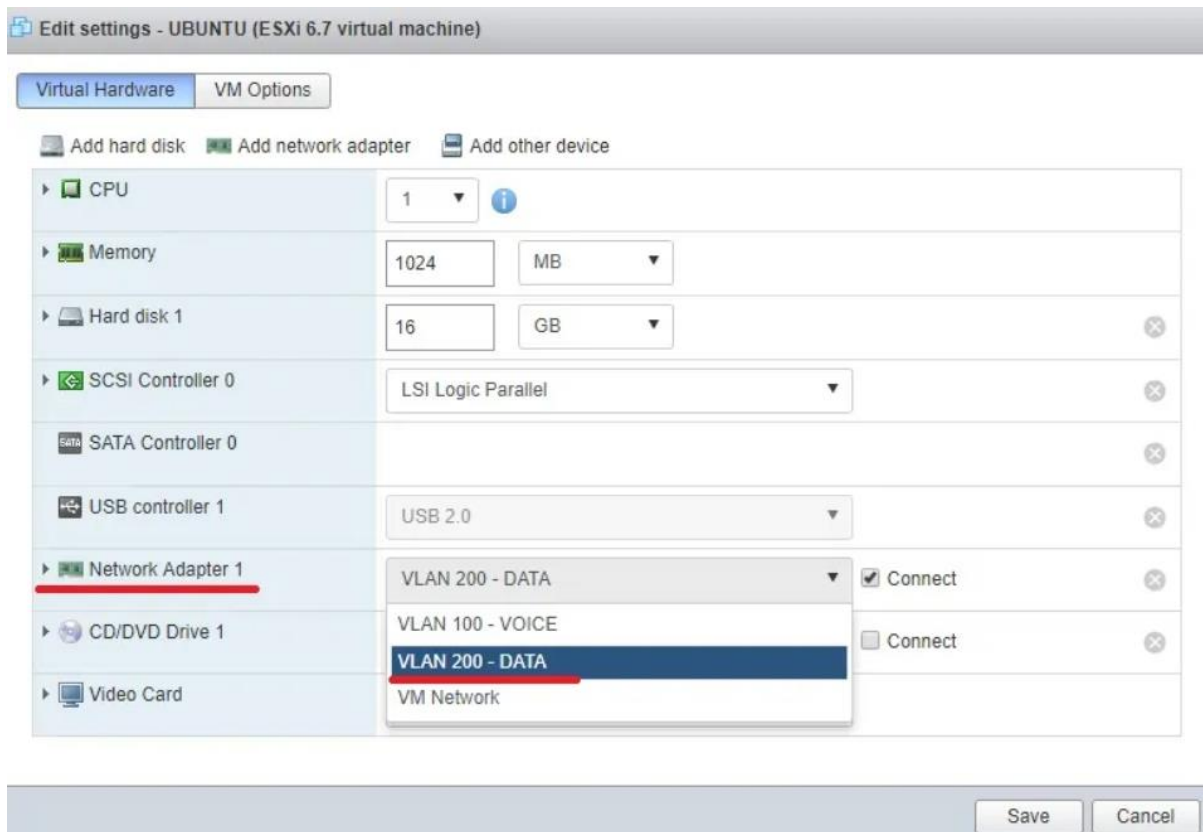 Edit settings - UBUNTU (ESXi 6.7 virtual machine)
Virtual Hardware VM Options
Add hard disk Add network adapter Add other device
CPU 1
Memory 1024 MB
Hard disk 1 16 GB
SCSI Controller 0 LSI Logic Parallel
SATA SATA Controller 0
USB controller 1 USB 2.0
Network Adapter 1 VLAN 200 - DATA Connect
VLAN 100 - VOICE
CD/DVD Drive 1 Connect
VLAN 200 - DATA
Video Card VM Network
Save Cancel